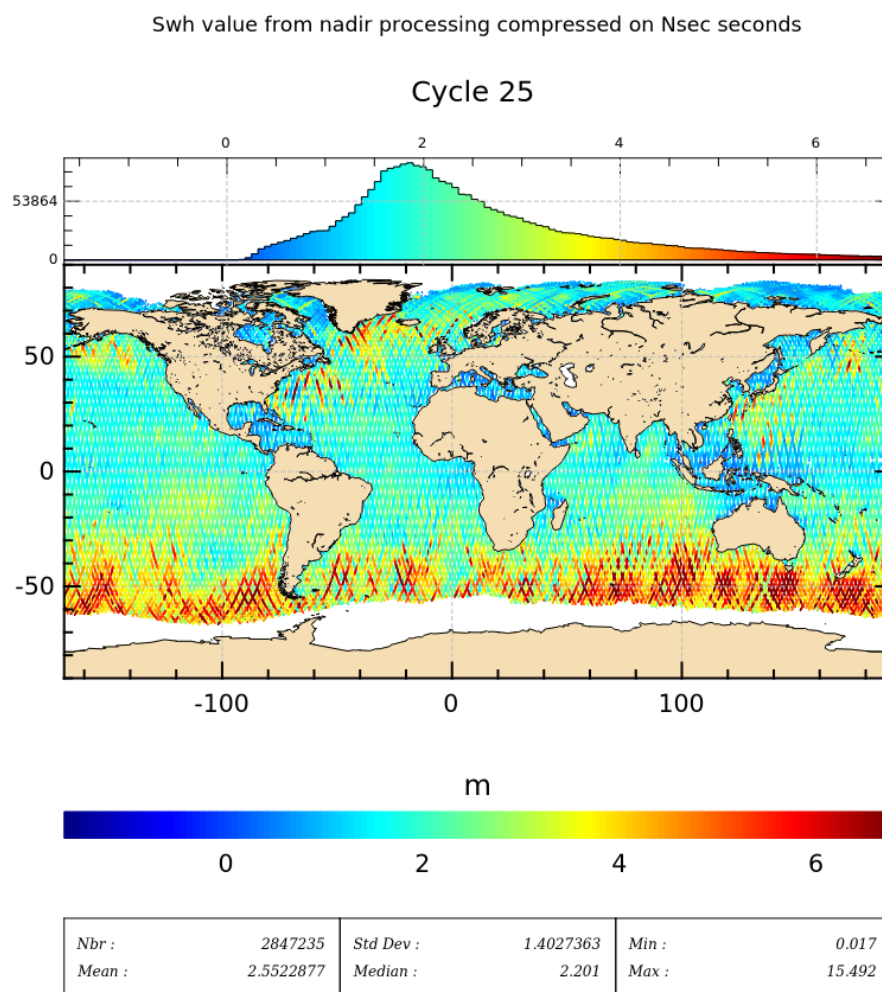 Swh value from nadir processing compressed on Nsec seconds
Cycle 25
0 2 4 6
53864
0
50
0
-50
-100 0 100
m
0 2 4 6
Nbr : 2847235 Std Dev : 1.4027363 Min : 0.017
Mean : 2.5522877 Median : 2.201 Max : 15.492